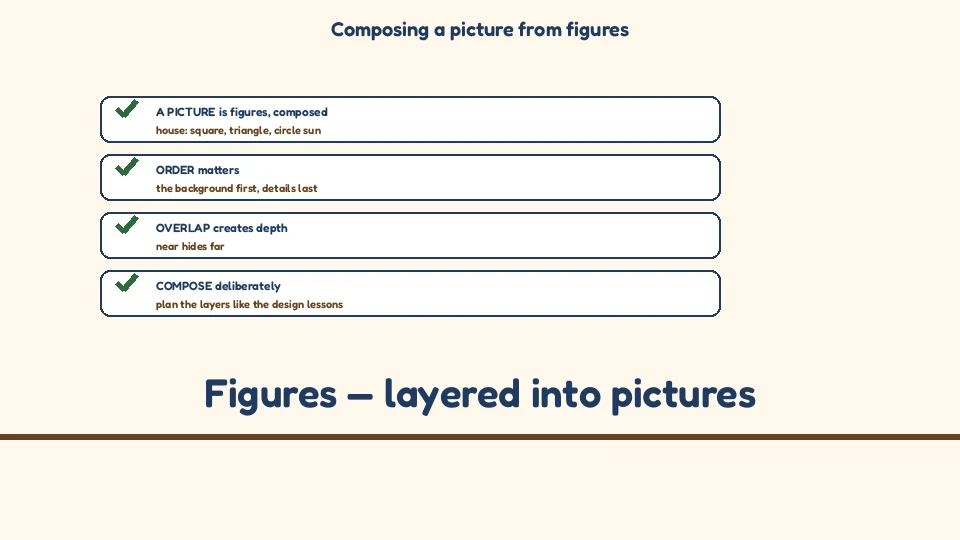 Composing a picture from figures
A PICTURE is figures, composed
house: square, triangle, circle sun
ORDER matters
the background first, details last
OVERLAP creates depth
near hides far
COMPOSE deliberately
plan the layers like the design lessons
Figures — layered into pictures